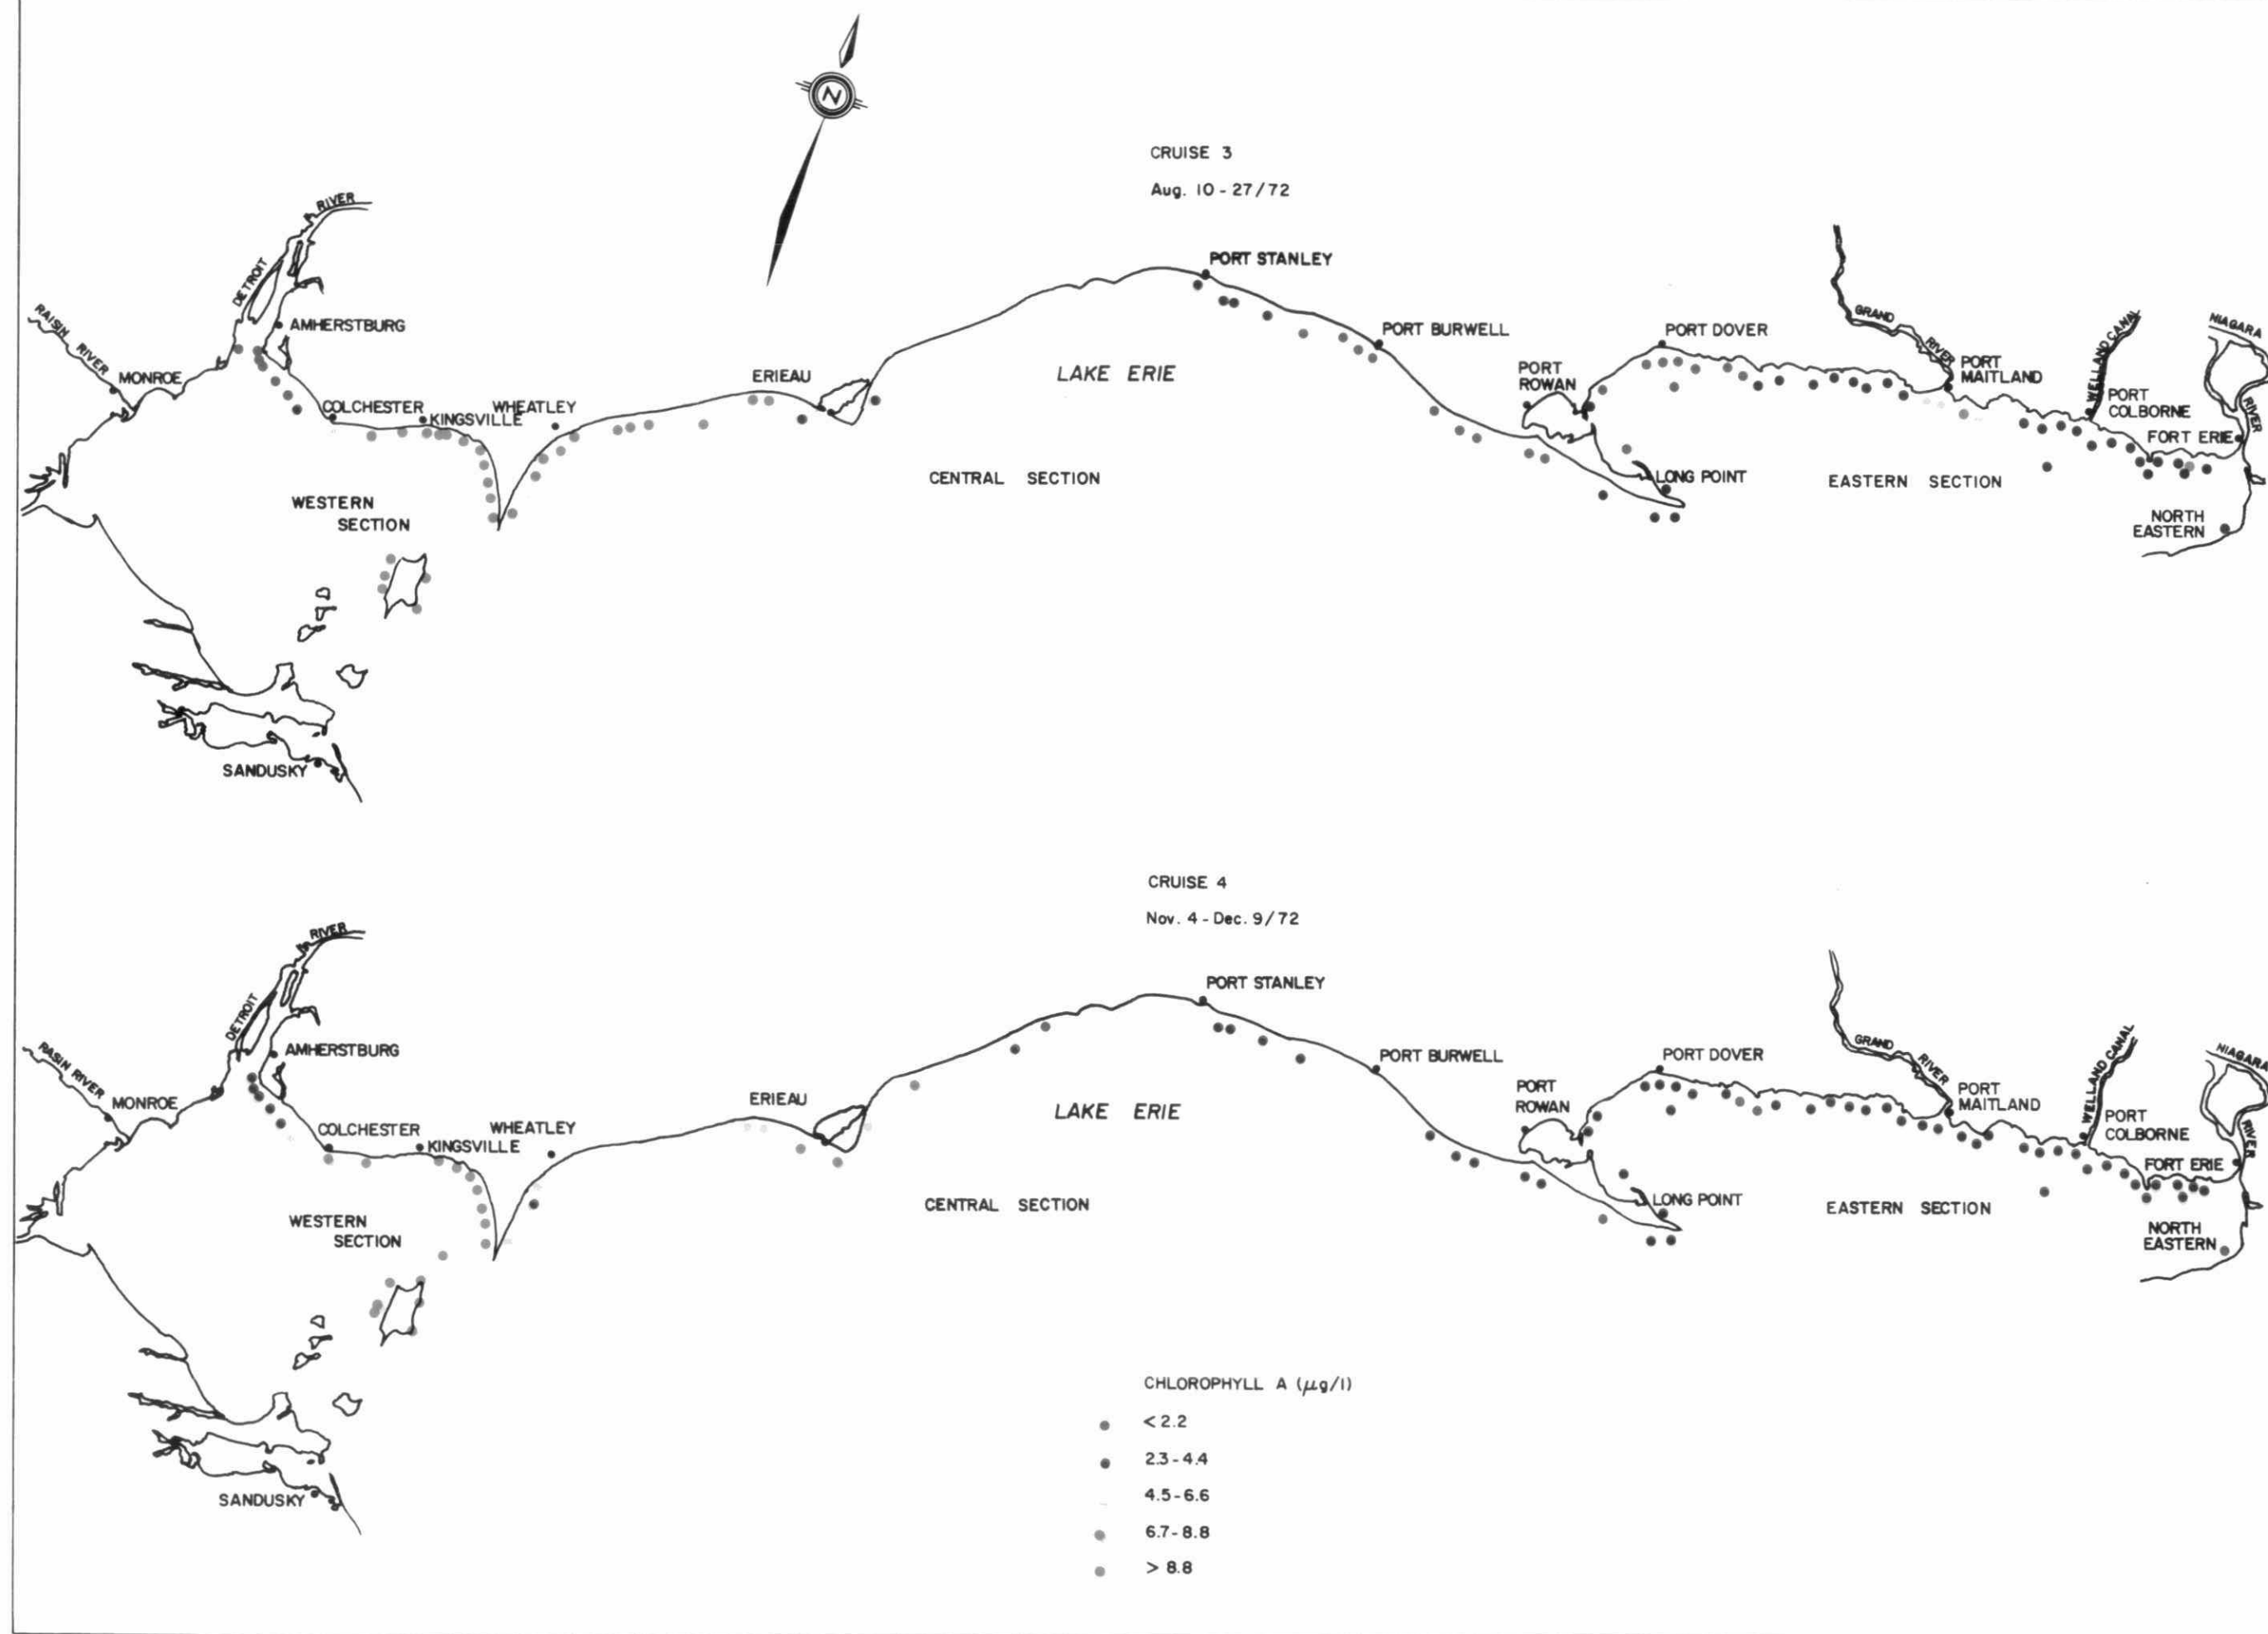 N
CRUISE 3
Aug. 10 - 27/72
RIVER
DETROIT
PORT STANLEY
RAISIN
RIVER
AMHERSTBURG
MONROE
ERIEAU
LAKE ERIE
PORT BURWELL
PORT
ROWAN
PORT DOVER
GRAND
RIVER
PORT
MAITLAND
WELLAND CANAL
NIAGARA
RIVER
PORT
COLBORNE
FORT ERIE
COLCHESTER
KINGSVILLE
WHEATLEY
WESTERN
SECTION
CENTRAL SECTION
LONG POINT
EASTERN SECTION
NORTH
EASTERN
SANDUSKY
CRUISE 4
Nov. 4 - Dec. 9/72
RIVER
DETROIT
PORT STANLEY
RASIN RIVER
AMHERSTBURG
MONROE
ERIEAU
LAKE ERIE
PORT BURWELL
PORT
ROWAN
PORT DOVER
GRAND
RIVER
PORT
MAITLAND
WELLAND CANAL
NIAGARA
RIVER
PORT
COLBORNE
FORT ERIE
COLCHESTER
KINGSVILLE
WHEATLEY
WESTERN
SECTION
CENTRAL SECTION
LONG POINT
EASTERN SECTION
NORTH
EASTERN
SANDUSKY
CHLOROPHYLL A (µg/l)
< 2.2
2.3 - 4.4
4.5 - 6.6
6.7 - 8.8
> 8.8